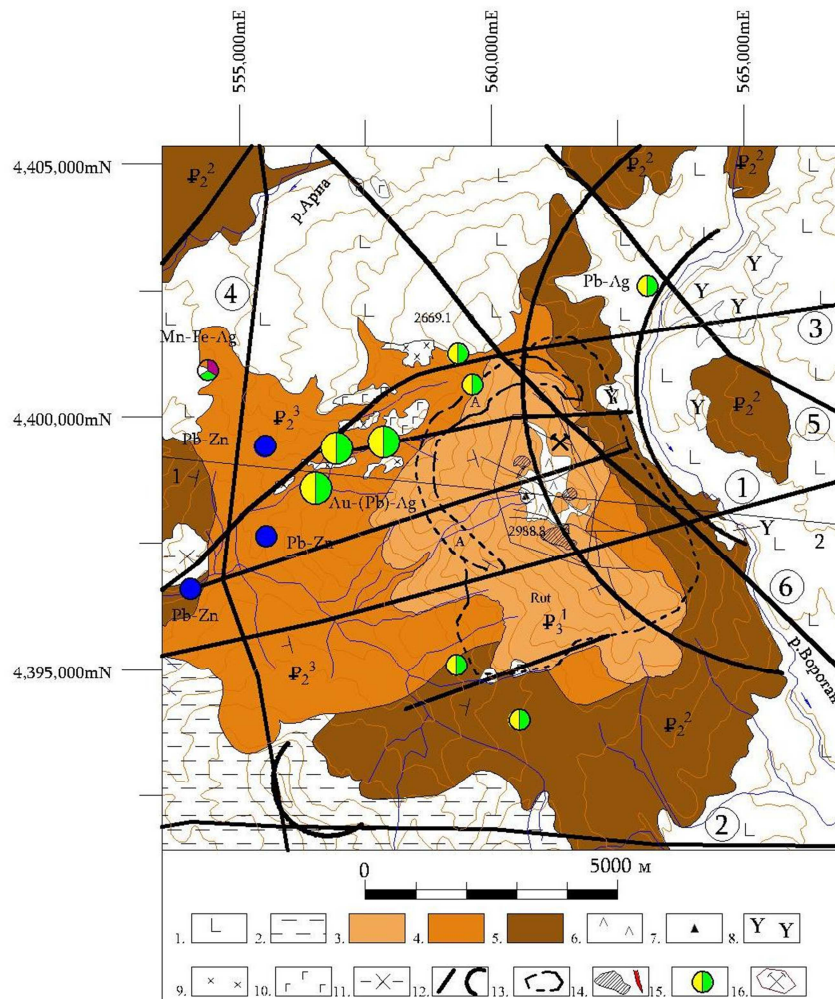 555,000mE
560,000mE
565,000mE
4,405,000mN
4,400,000mN
4,395,000mN
₽₂²
₽₂²
₽₂²
р.Арпа
4
Pb-Ag
Y
Y
Y
Y
2669.1
3
Mn-Fe-Ag
Y
₽₂³
A
Y
₽₂²
5
Pb-Zn
1
1
Au-(Pb)-Ag
2988.8
Y
2
Pb-Zn
A
6
Pb-Zn
Rut
₽₃¹
р.Воротан
₽₂³
₽₂²
2
0 5000 м
1. 2. 3. 4. 5. 6. 7. 8. Y Y
9. 10. 11. 12. 13. 14. 15. 16.